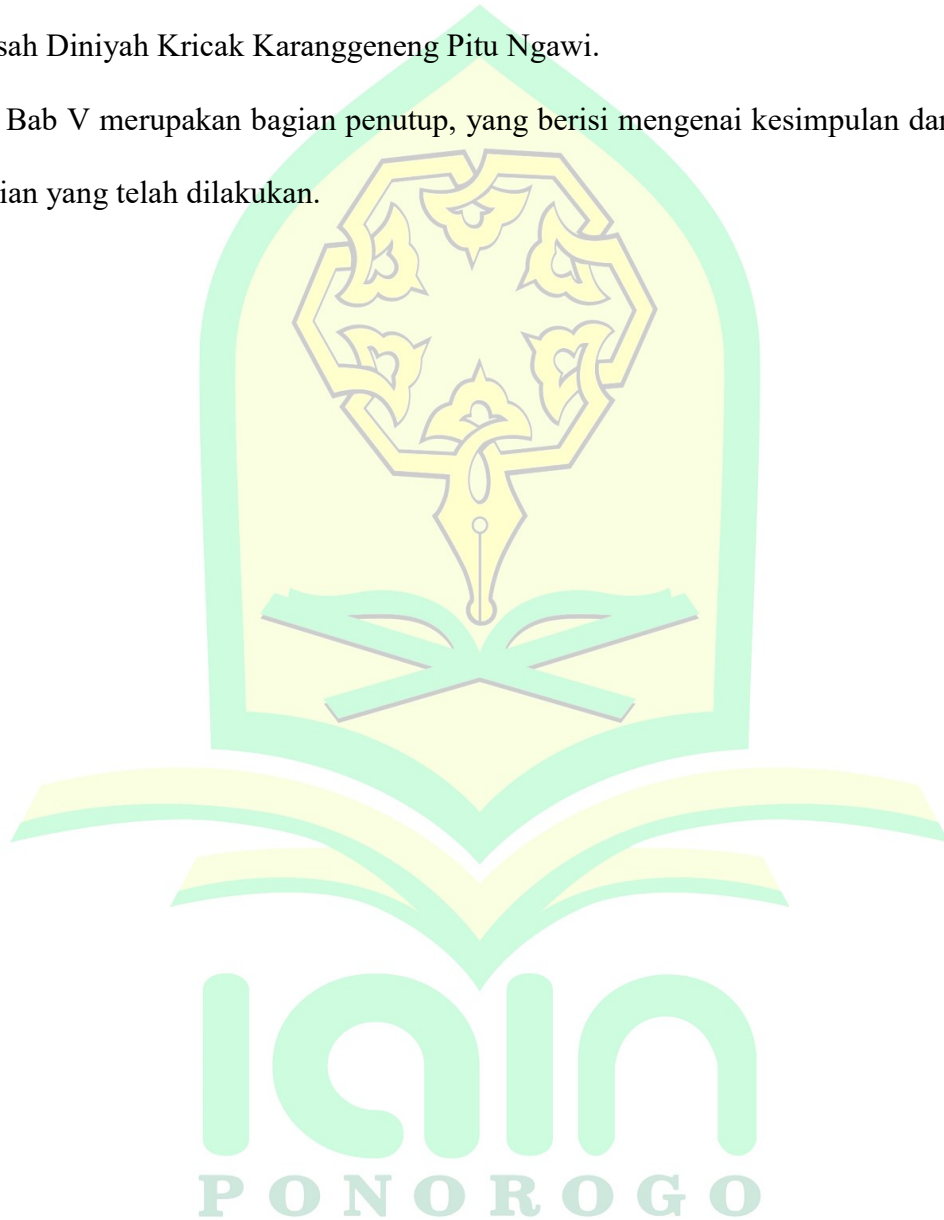 sah Diniyah Kricak Karanggeneng Pitu Ngawi.
Bab V merupakan bagian penutup, yang berisi mengenai kesimpulan dar
ian yang telah dilakukan.
iain
PONOROGO